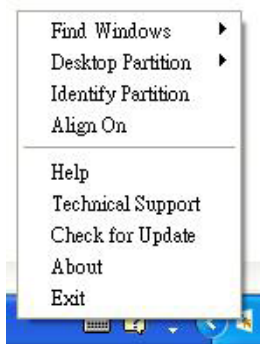 Find Windows
Desktop Partition
Identify Partition
Align On
Help
Technical Support
Check for Update
About
Exit